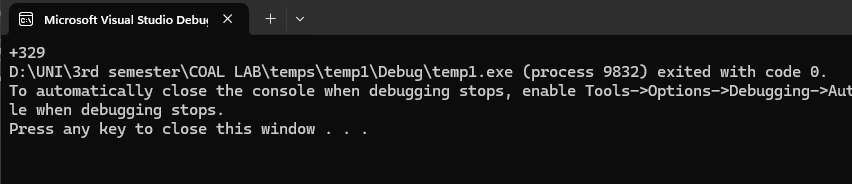 Microsoft Visual Studio Debug
+329
D:\UNI\3rd semester\COAL LAB\temps\temp1\Debug\temp1.exe (process 9832) exited with code 0.
To automatically close the console when debugging stops, enable Tools->Options->Debugging->Aut
le when debugging stops.
Press any key to close this window . . .